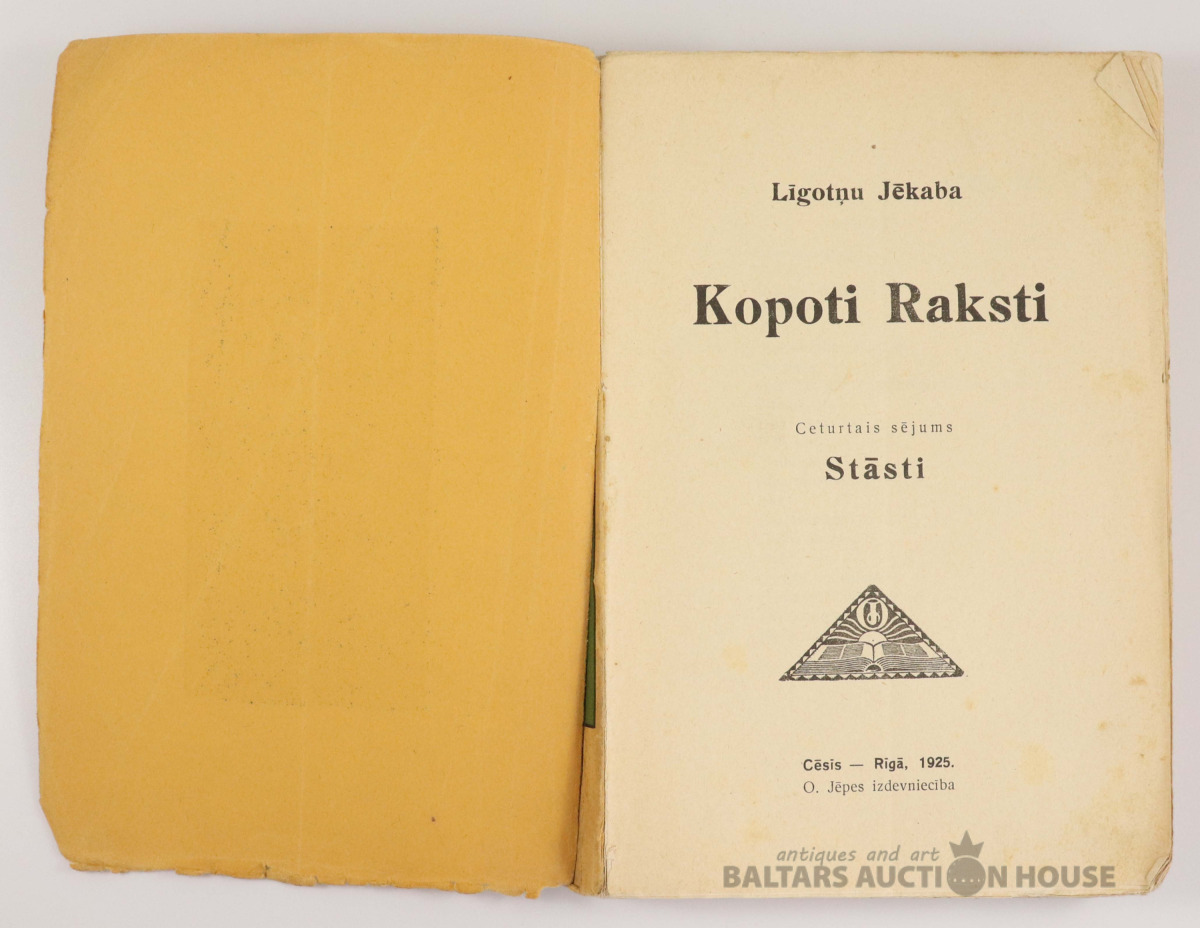 Līgotņu Jēkaba
Kopoti Raksti
Ceturtais sējums
Stāsti
Cēsīs — Rīgā, 1925.
O. Jēpes izdevniecība
antiques and art
BALTARS AUCTION HOUSE